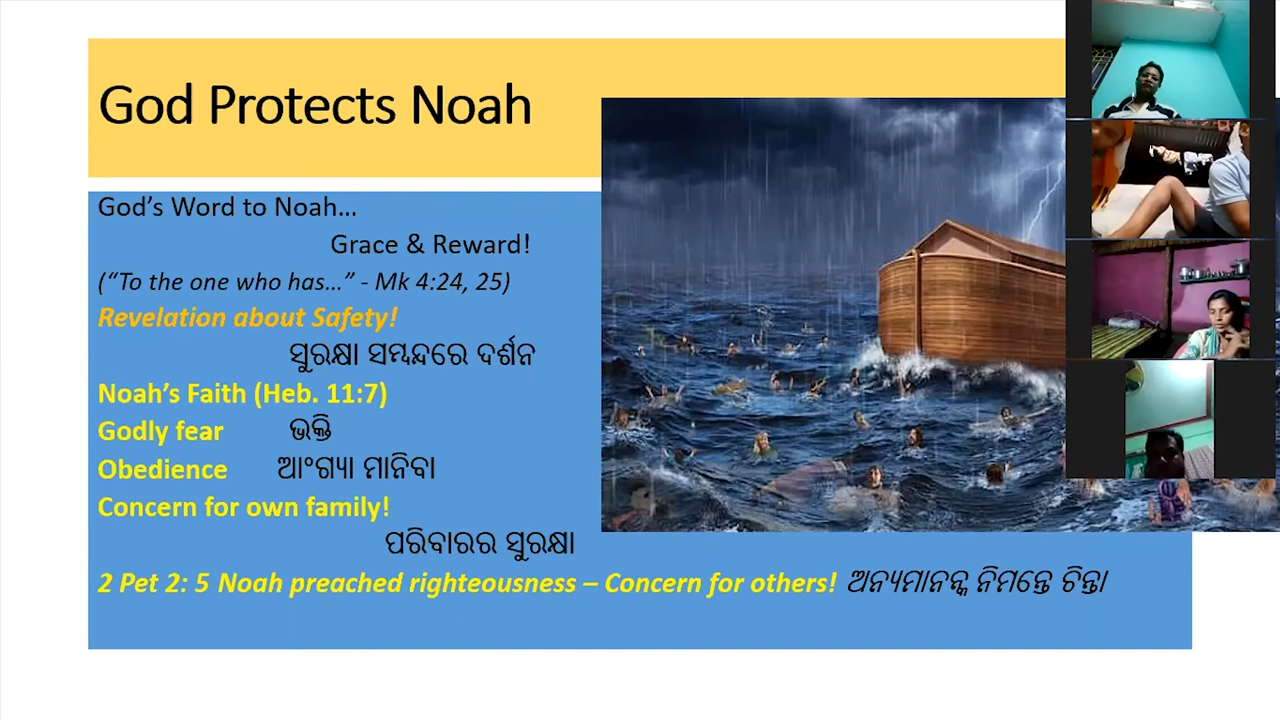 God Protects Noah
God’s Word to Noah…
Grace & Reward!
(“To the one who has…” - Mk 4:24, 25)
Revelation about Safety!
ସୁରକ୍ଷା ସମ୍ଭନ୍ଦରେ ଦର୍ଶନ
Noah’s Faith (Heb. 11:7)
Godly fear ଭକ୍ତି
Obedience ଆଂଗ୍ୟା ମାନିବା
Concern for own family!
ପରିବାରର ସୁରକ୍ଷା
2 Pet 2: 5 Noah preached righteousness – Concern for others! ଅନ୍ୟମାନଙ୍କ ନିମନ୍ତେ ଚିନ୍ତା